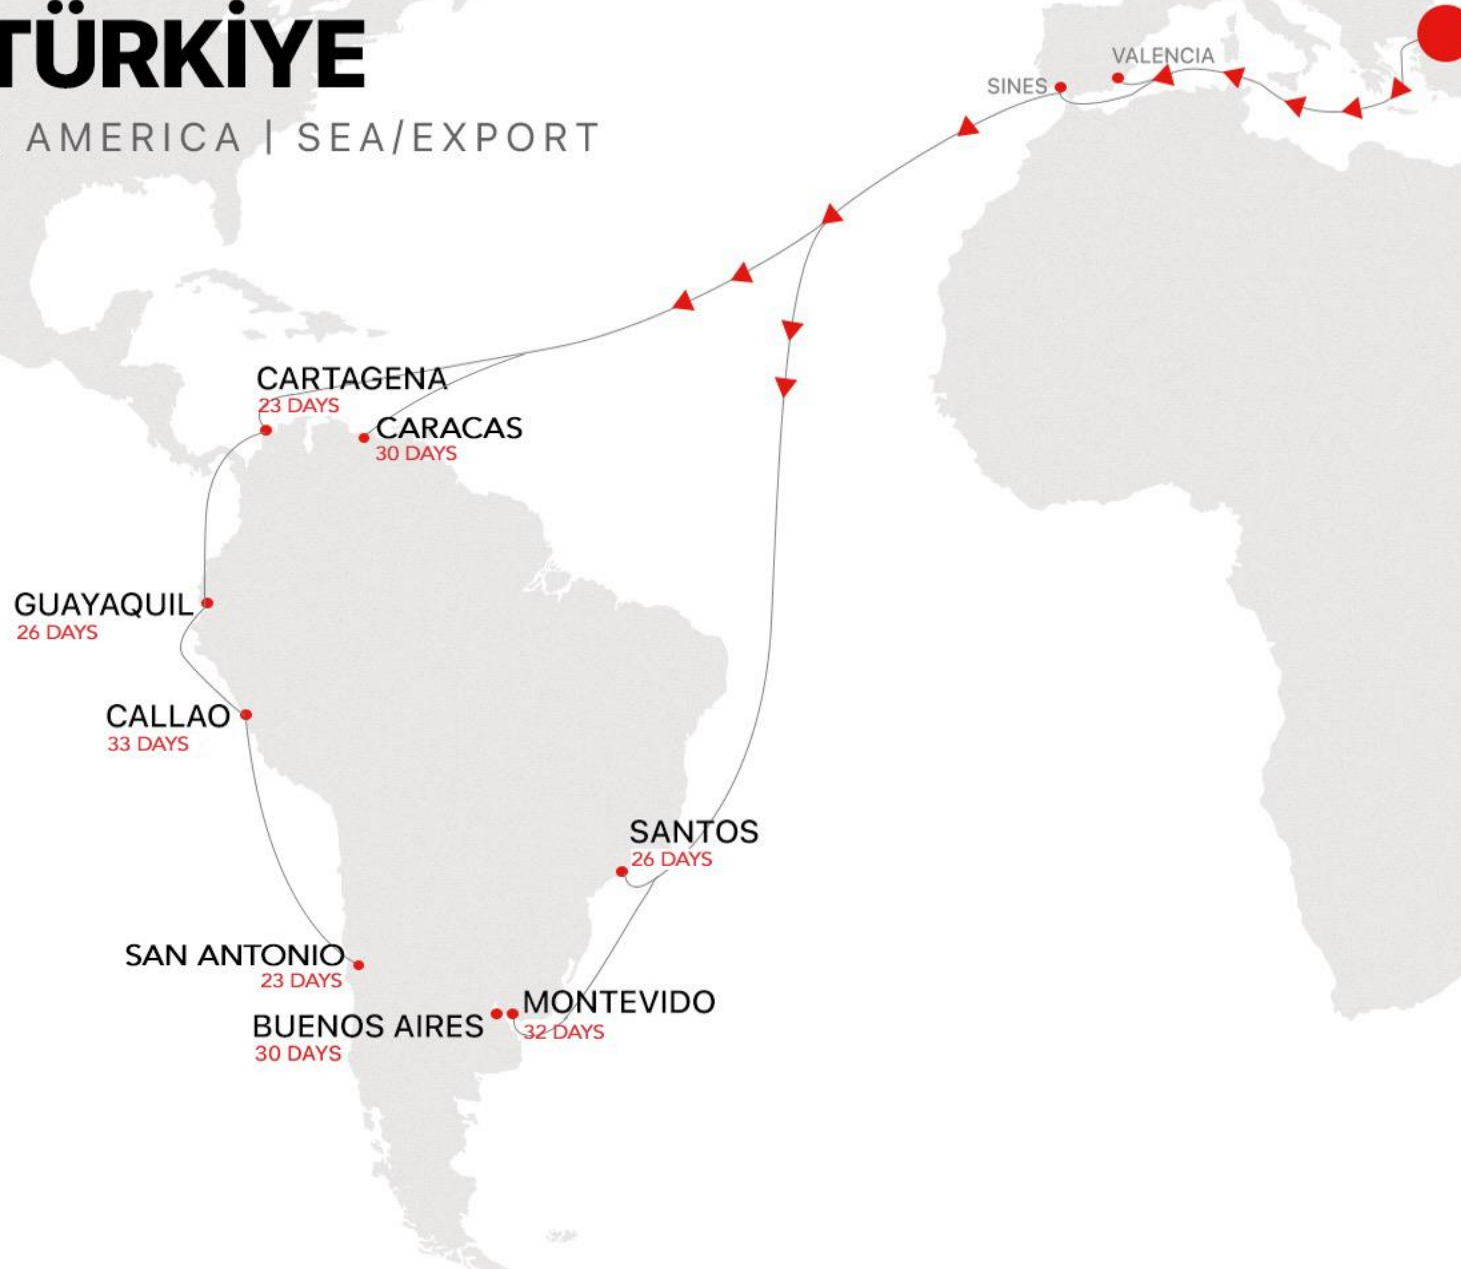 TÜRKİYE
AMERICA | SEA/EXPORT
VALENCIA
SINES
CARTAGENA
23 DAYS
CARACAS
30 DAYS
GUAYAQUIL
26 DAYS
CALLAO
33 DAYS
SANTOS
26 DAYS
SAN ANTONIO
23 DAYS
MONTEVIDO
32 DAYS
BUENOS AIRES
30 DAYS